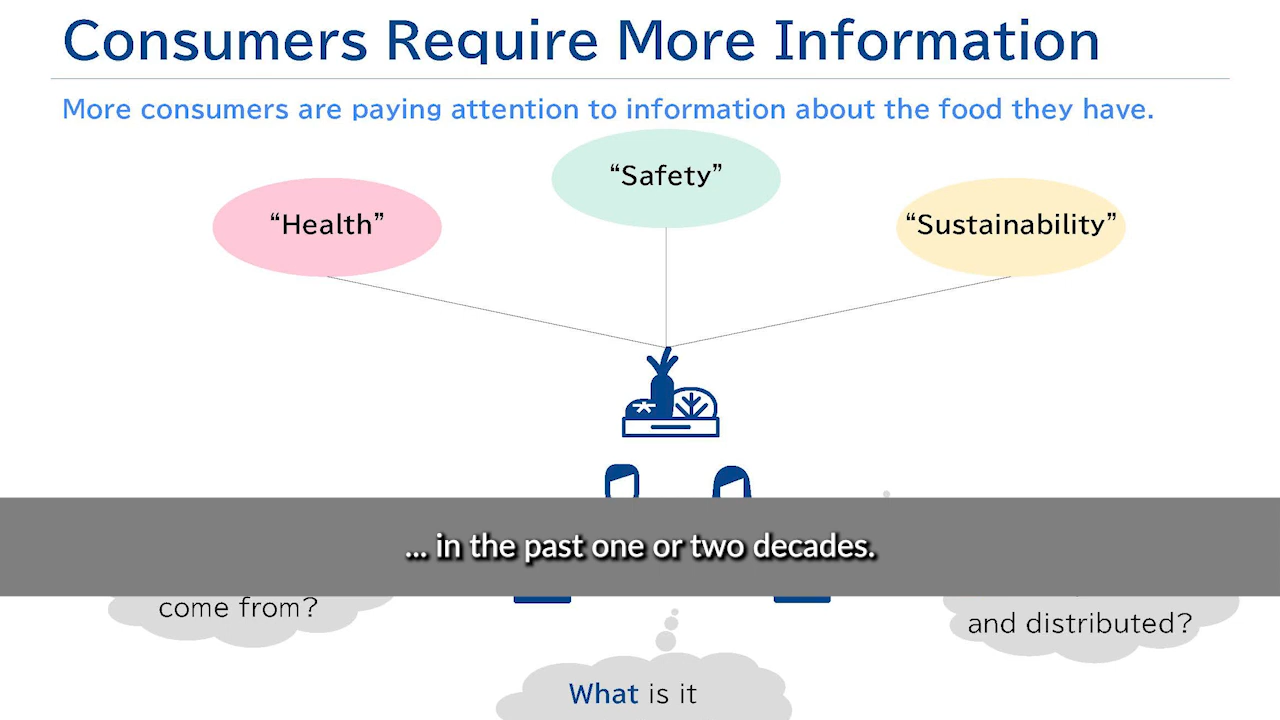 Consumers Require More Information
More consumers are paying attention to information about the food they have.
“Safety”
“Health”
“Sustainability”
... in the past one or two decades.
come from?
and distributed?
What is it